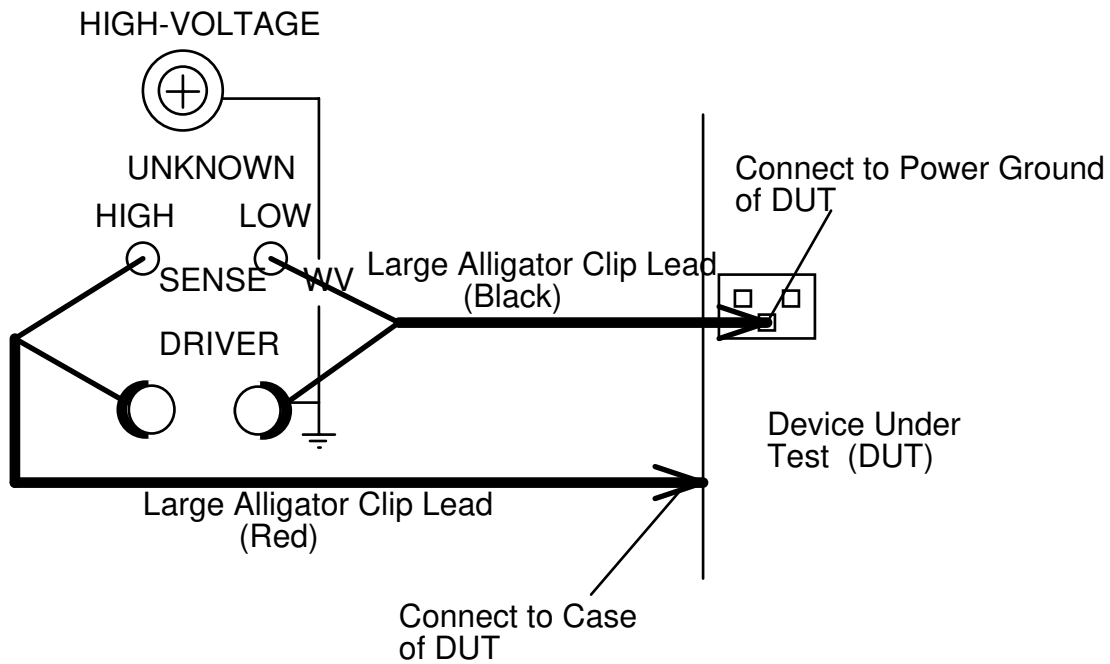 HIGH-VOLTAGE
UNKNOWN
HIGH LOW
SENSE WV
DRIVER
Large Alligator Clip Lead
(Black)
Connect to Power Ground
of DUT
Device Under
Test (DUT)
Large Alligator Clip Lead
(Red)
Connect to Case
of DUT